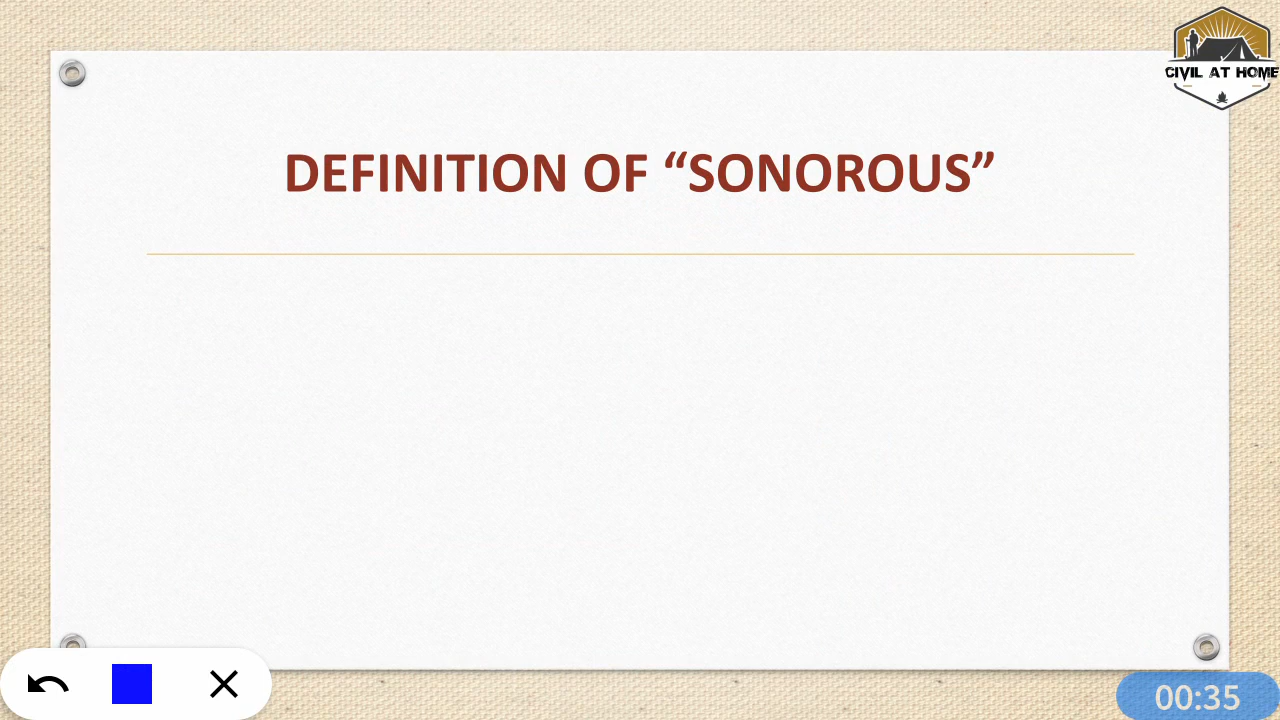 CIVIL AT HOME
DEFINITION OF “SONOROUS”
00:35